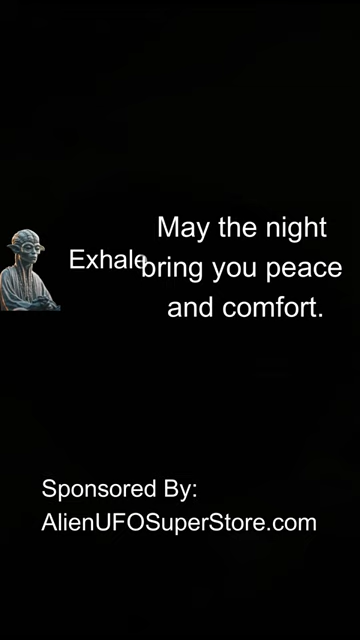 May the night
Exhale
bring you peace
and comfort.
Sponsored By:
AlienUFOSuperStore.com